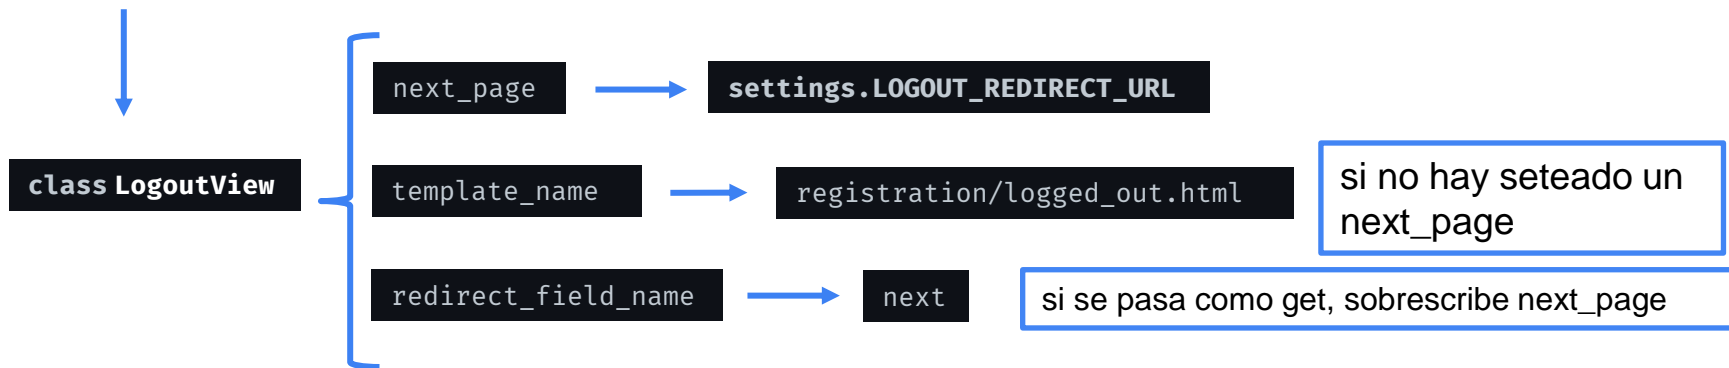 next_page
settings.LOGOUT_REDIRECT_URL
class LogoutView
template_name
registration/logged_out.html
si no hay seteado un
next_page
redirect_field_name
next
si se pasa como get, sobrescribe next_page